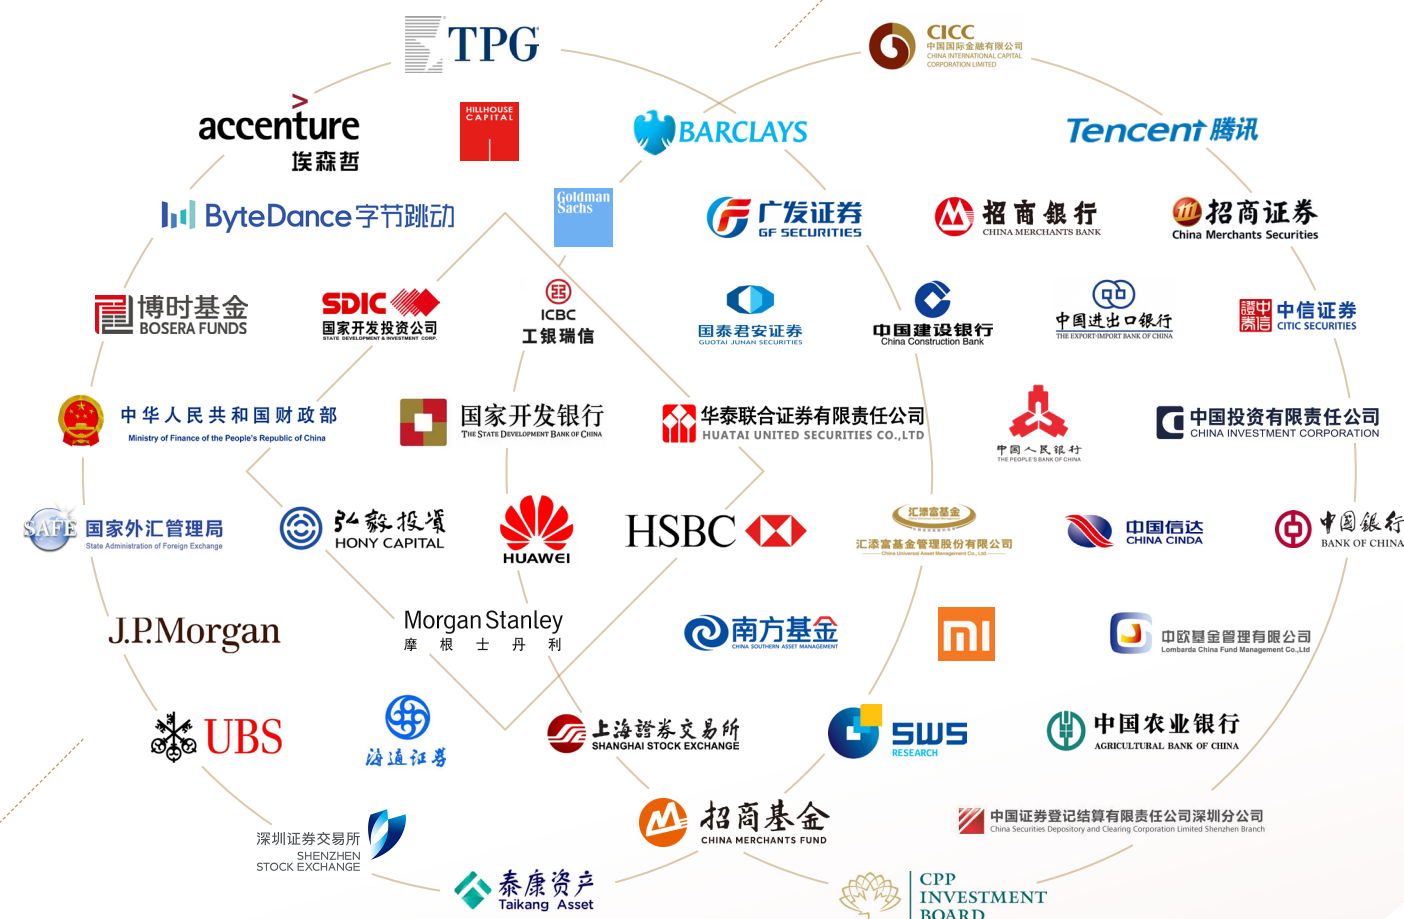 TPG
CICC
中国国际金融有限公司
CHINA INTERNATIONAL CAPITAL
CORPORATION LIMITED
accenture
埃森哲
HILLHOUSE
CAPITAL
BARCLAYS
Tencent 腾讯
ByteDance 字节跳动
Goldman
Sachs
广发证券
GF SECURITIES
招商银行
CHINA MERCHANTS BANK
招商证券
China Merchants Securities
博时基金
BOSERA FUNDS
SDIC
国家开发投资公司
STATE DEVELOPMENT & INVESTMENT CORP.
ICBC
工银瑞信
国泰君安证券
GUOTAI JUNAN SECURITIES
中国建设银行
China Construction Bank
中国进出口银行
THE EXPORT-IMPORT BANK OF CHINA
中信證券
中信证券
CITIC SECURITIES
中华人民共和国财政部
Ministry of Finance of the People's Republic of China
国家开发银行
THE STATE DEVELOPMENT BANK OF CHINA
华泰联合证券有限责任公司
HUATAI UNITED SECURITIES CO.,LTD
中国人民银行
THE PEOPLE'S BANK OF CHINA
中国投资有限责任公司
CHINA INVESTMENT CORPORATION
SAFE
国家外汇管理局
State Administration of Foreign Exchange
弘毅投資
HONY CAPITAL
HUAWEI
HSBC
汇添富基金
汇添富基金管理股份有限公司
China Universal Asset Management Co., Ltd.
中国信达
CHINA CINDA
中國銀行
BANK OF CHINA
J.P.Morgan
Morgan Stanley
摩根士丹利
南方基金
CHINA SOUTHERN ASSET MANAGEMENT
mi
中欧基金管理有限公司
Lombarda China Fund Management Co.,Ltd
UBS
海通证券
上海證券交易所
SHANGHAI STOCK EXCHANGE
SWS
RESEARCH
中国农业银行
AGRICULTURAL BANK OF CHINA
深圳证券交易所
SHENZHEN
STOCK EXCHANGE
招商基金
CHINA MERCHANTS FUND
中国证券登记结算有限责任公司深圳分公司
China Securities Depository and Clearing Corporation Limited Shenzhen Branch
泰康资产
Taikang Asset
CPP
INVESTMENT
BOARD